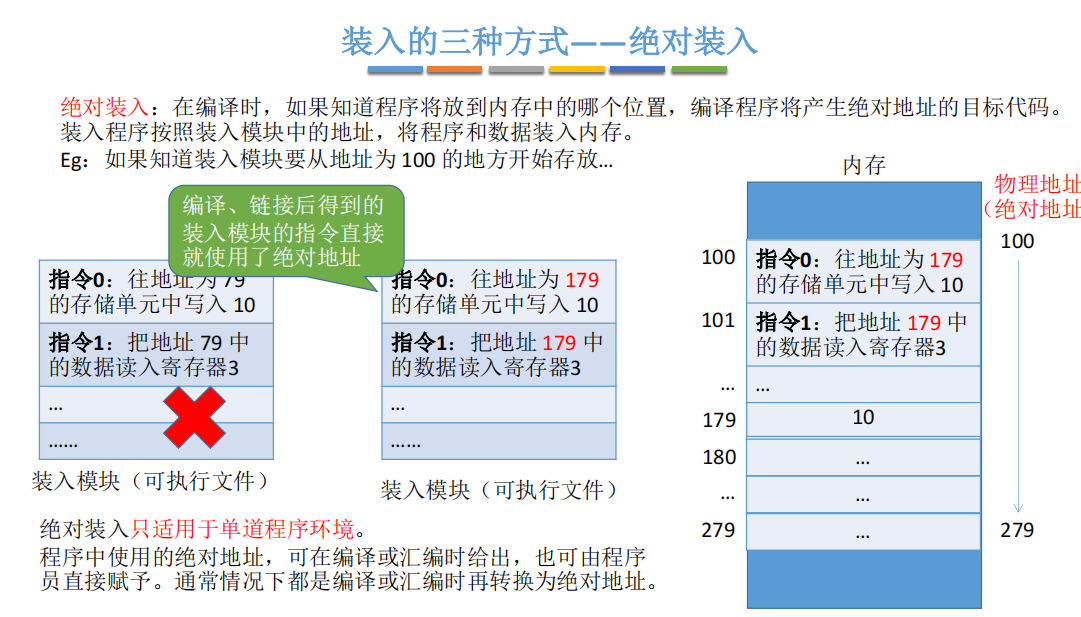 装入的三种方式——绝对装入
绝对装入：在编译时，如果知道程序将放到内存中的哪个位置，编译程序将产生绝对地址的目标代码。
装入程序按照装入模块中的地址，将程序和数据装入内存。
Eg：如果知道装入模块要从地址为 100 的地方开始存放…
编译、链接后得到的
装入模块的指令直接
就使用了绝对地址
指令0：往地址为 79
的存储单元中写入 10
指令1：把地址 79 中
的数据读入寄存器3
…
……
装入模块（可执行文件）
指令0：往地址为 179
的存储单元中写入 10
指令1：把地址 179 中
的数据读入寄存器3
…
……
装入模块（可执行文件）
绝对装入只适用于单道程序环境。
程序中使用的绝对地址，可在编译或汇编时给出，也可由程序
员直接赋予。通常情况下都是编译或汇编时再转换为绝对地址。
内存
物理地址
（绝对地址
100
指令0：往地址为 179
的存储单元中写入 10
101
指令1：把地址 179 中
的数据读入寄存器3
… …
179 10
180 …
… …
279 …
100
279